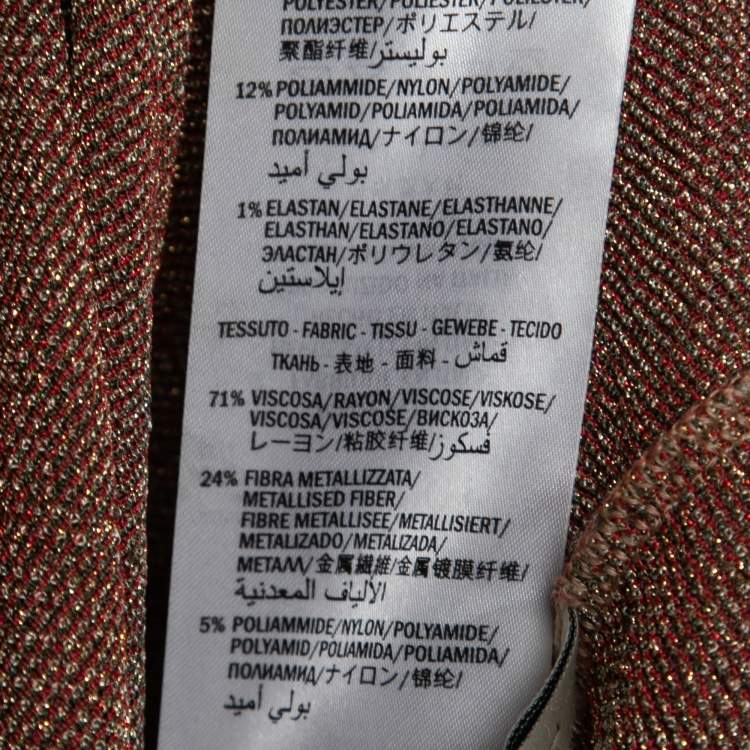 POLYESTER/POLIESTER/POLIESTER/
ПОЛИЭСТЕР/ポリエステル/
聚酯纤维/بوليستر/
12% POLIAMMIDE/NYLON/POLYAMIDE/
POLYAMID/POLIAMIDA/POLIAMIDA/
ПОЛИАМИД/ナイロン/锦纶/
بولي أميد
1% ELASTAN/ELASTANE/ELASTHANNE/
ELASTHAN/ELASTANO/ELASTANO/
ЭЛАСТАН/ポリウレタン/氨纶/
إيلاستين
TESSUTO - FABRIC - TISSU - GEWEBE - TECIDO
ТКАНЬ - 表地 - 面料 - قماش
71% VISCOSA/RAYON/VISCOSE/VISKOSE/
VISCOSA/VISCOSE/ВИСКОЗА/
レーヨン/粘胶纤维/فسكوز
24% FIBRA METALLIZZATA/
METALLISED FIBER/
FIBRE METALLISEE/METALLISIERT/
METALIZADO/METALIZADA/
МЕТАЛЛ/金属繊維/金属镀膜纤维/
الألياف المعدنية
5% POLIAMMIDE/NYLON/POLYAMIDE/
POLYAMID/POLIAMIDA/POLIAMIDA/
ПОЛИАМИД/ナイロン/锦纶/
بولي أميد